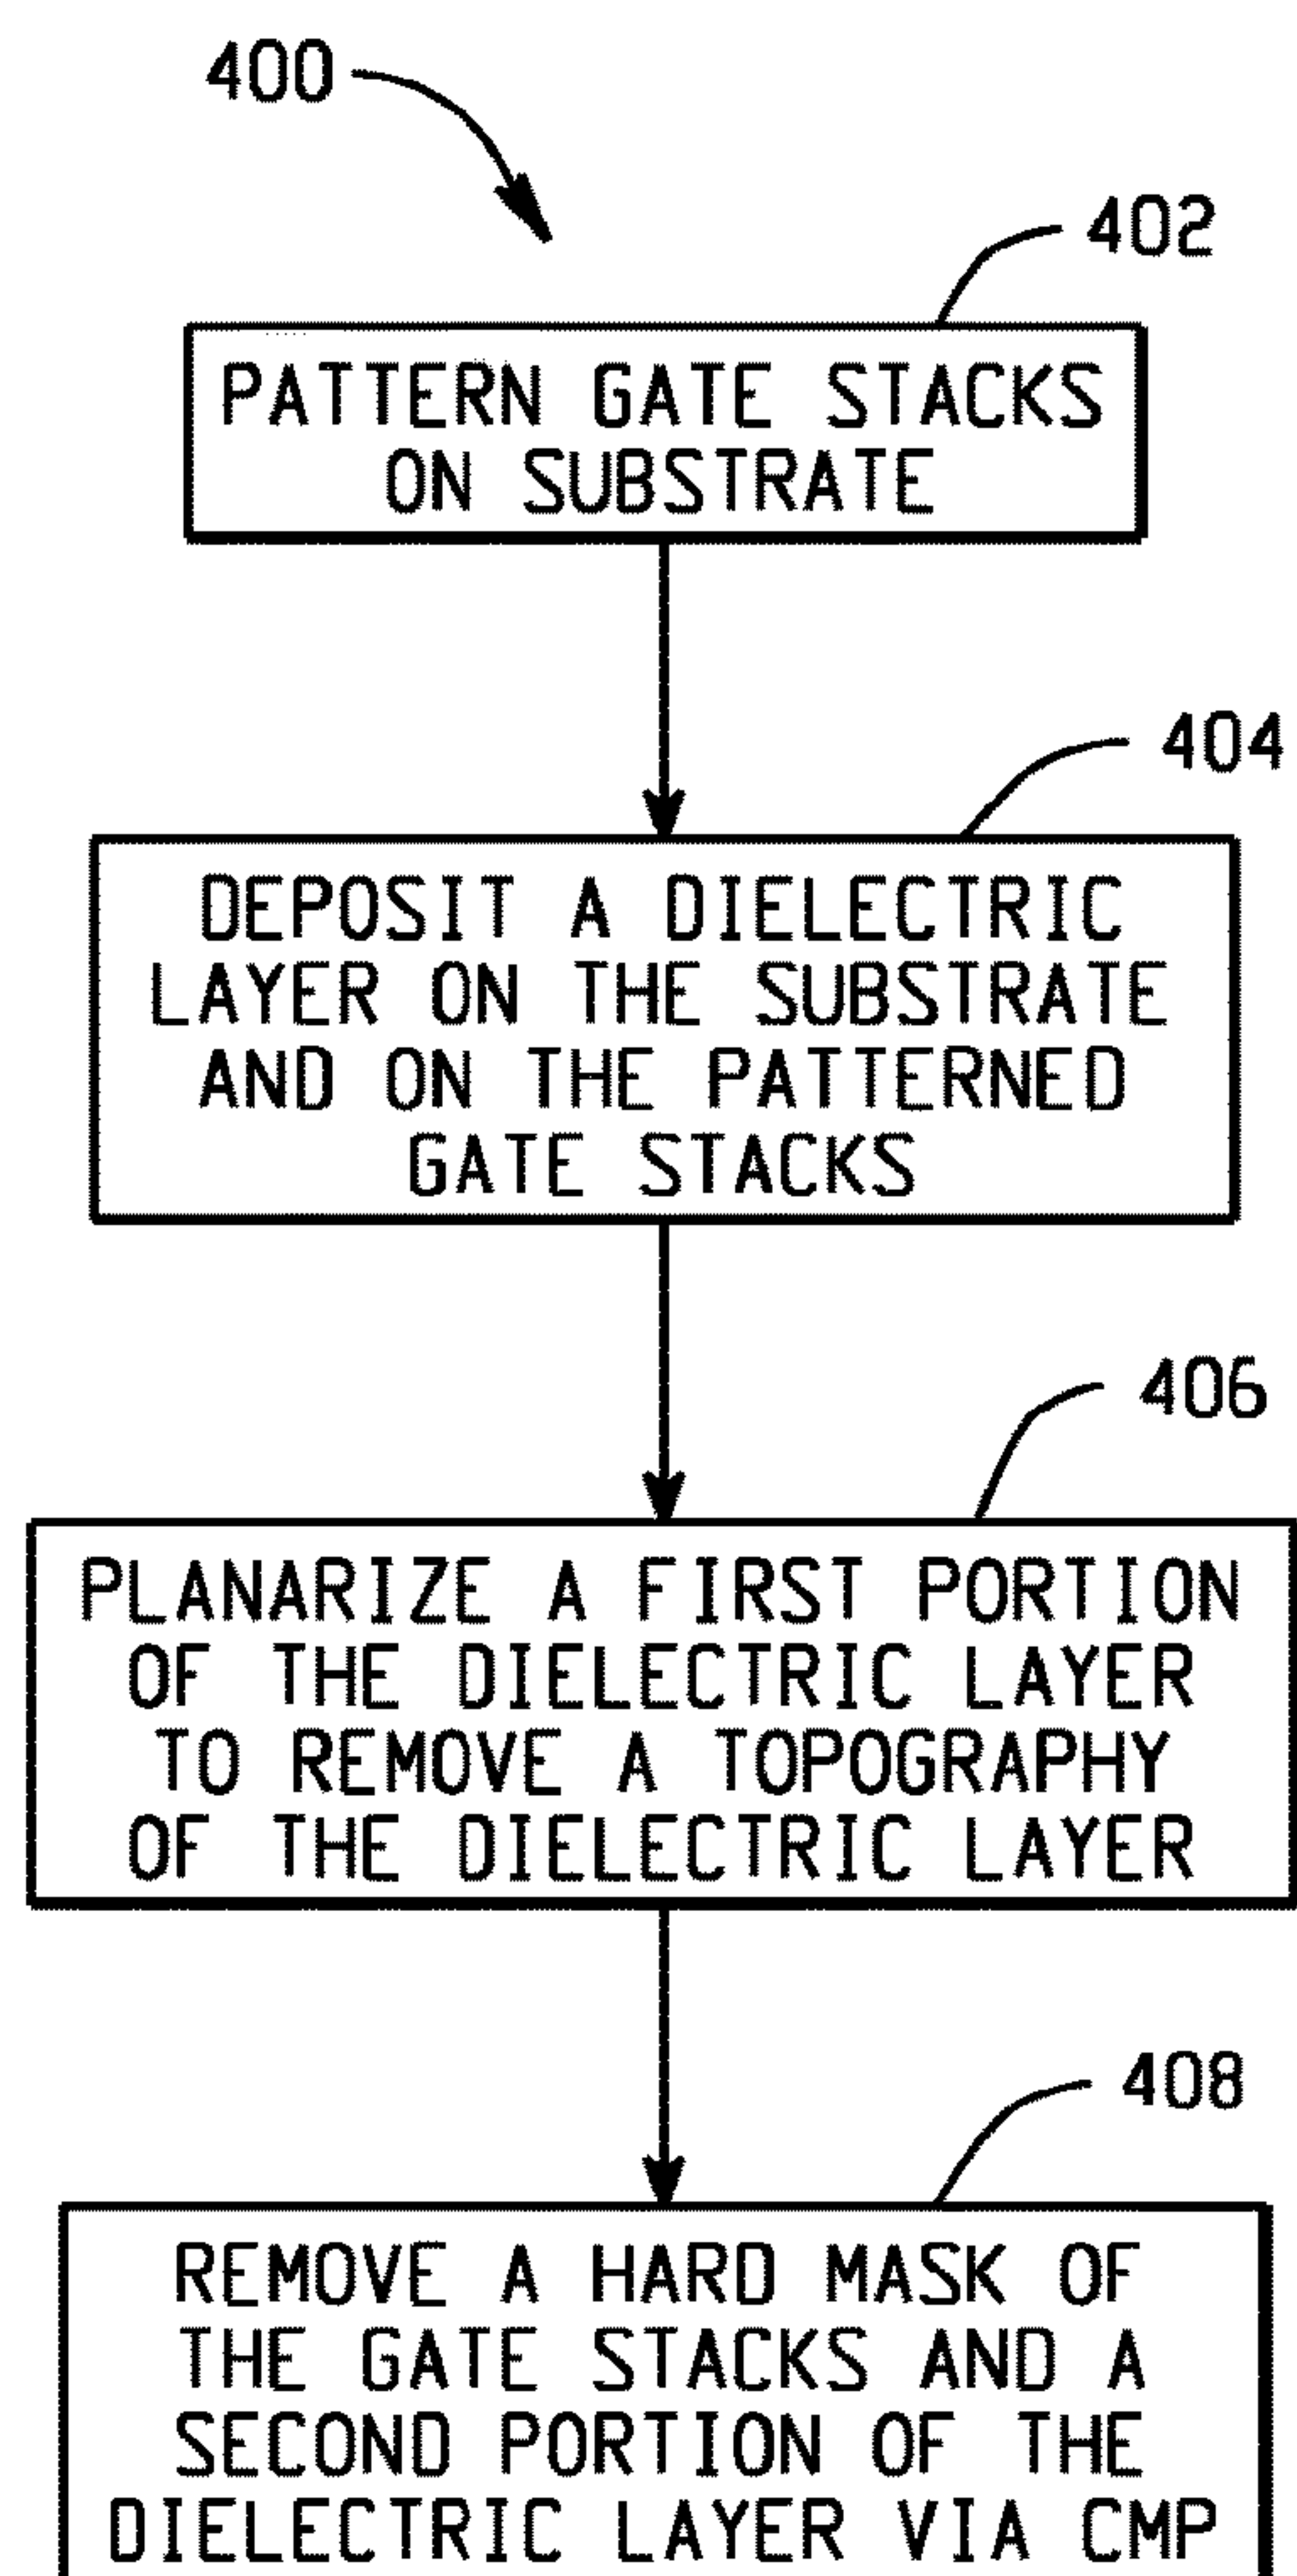 400
402
PATTERN GATE STACKS
ON SUBSTRATE
404
DEPOSIT A DIELECTRIC
LAYER ON THE SUBSTRATE
AND ON THE PATTERNED
GATE STACKS
406
PLANARIZE A FIRST PORTION
OF THE DIELECTRIC LAYER
TO REMOVE A TOPOGRAPHY
OF THE DIELECTRIC LAYER
408
REMOVE A HARD MASK OF
THE GATE STACKS AND A
SECOND PORTION OF THE
DIELECTRIC LAYER VIA CMP